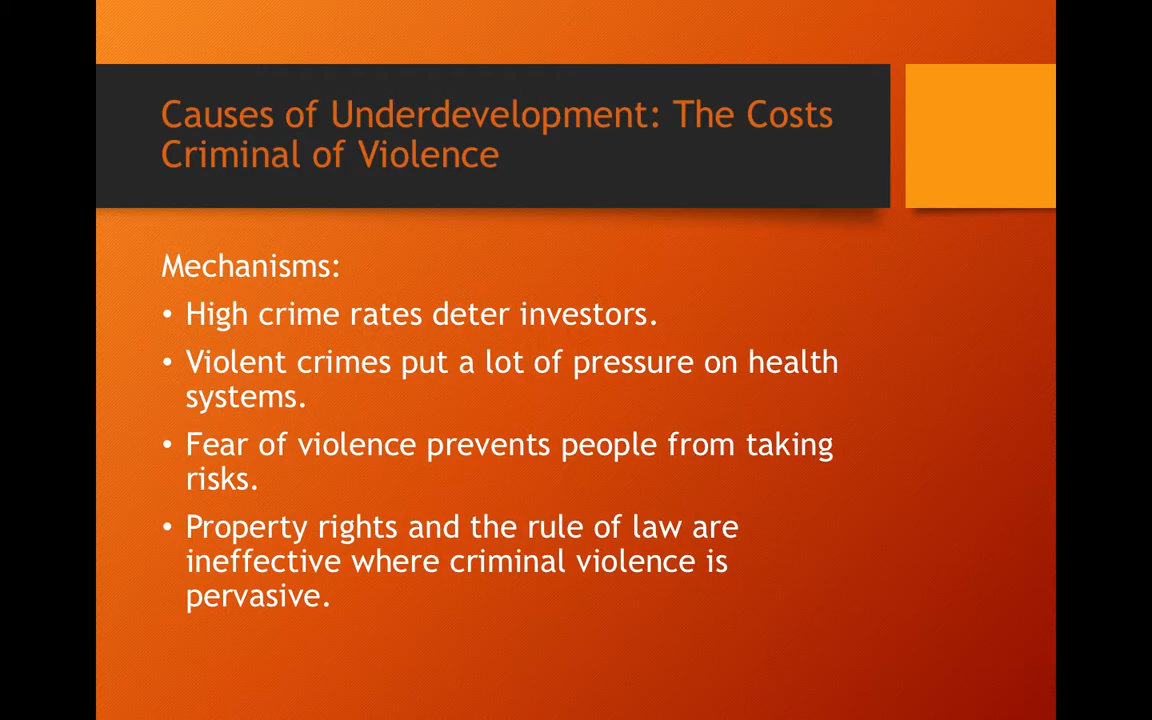 Causes of Underdevelopment: The Costs
Criminal of Violence
Mechanisms:
• High crime rates deter investors.
• Violent crimes put a lot of pressure on health
systems.
• Fear of violence prevents people from taking
risks.
• Property rights and the rule of law are
ineffective where criminal violence is
pervasive.